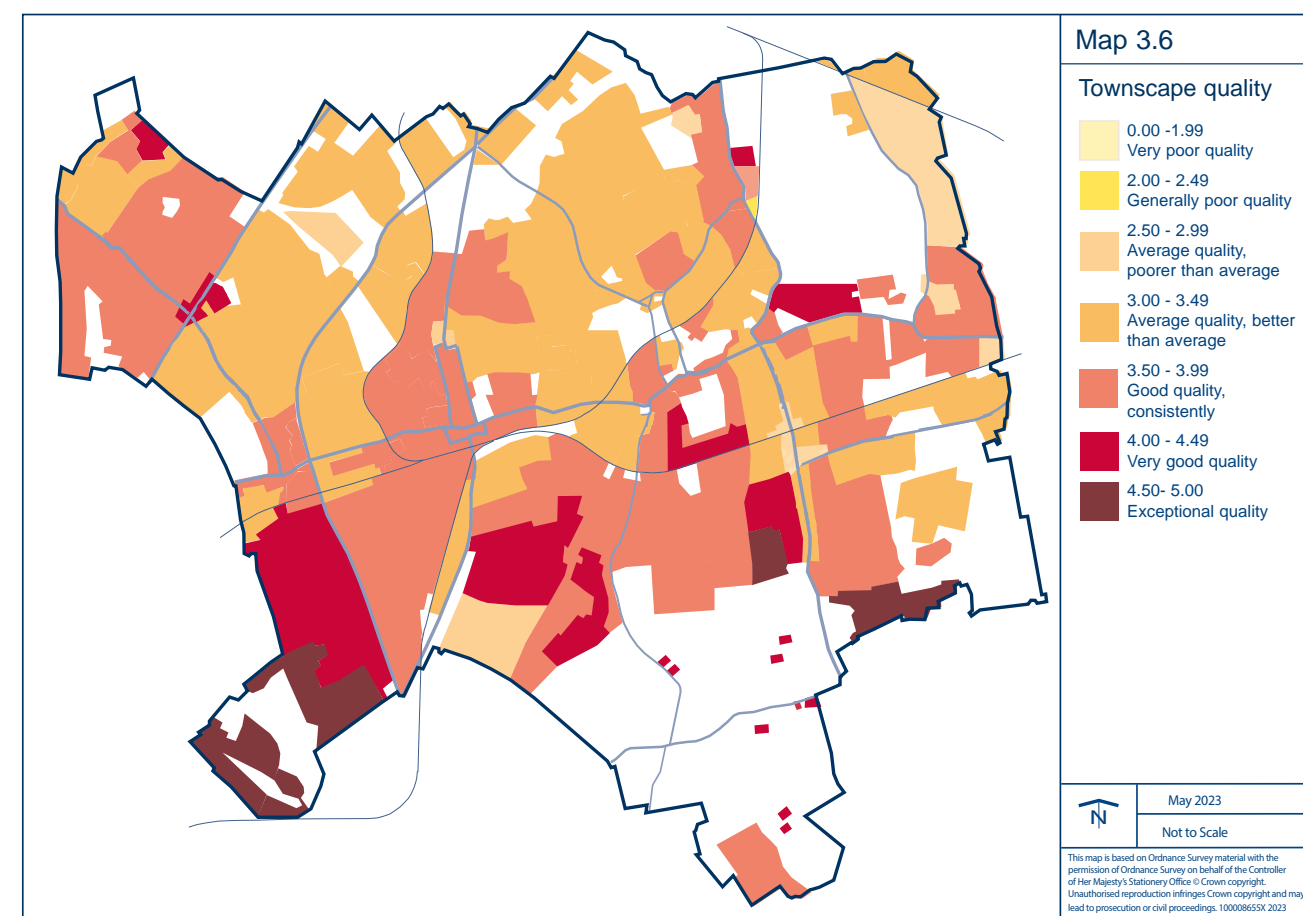 Map 3.6
Townscape quality
0.00 -1.99
Very poor quality
2.00 - 2.49
Generally poor quality
2.50 - 2.99
Average quality,
poorer than average
3.00 - 3.49
Average quality, better
than average
3.50 - 3.99
Good quality,
consistently
4.00 - 4.49
Very good quality
4.50- 5.00
Exceptional quality
N
May 2023
Not to Scale
This map is based on Ordnance Survey material with the
permission of Ordnance Survey on behalf of the Controller
of Her Majesty's Stationery Office © Crown copyright.
Unauthorised reproduction infringes Crown copyright and may
lead to prosecution or civil proceedings. 100008655X 2023